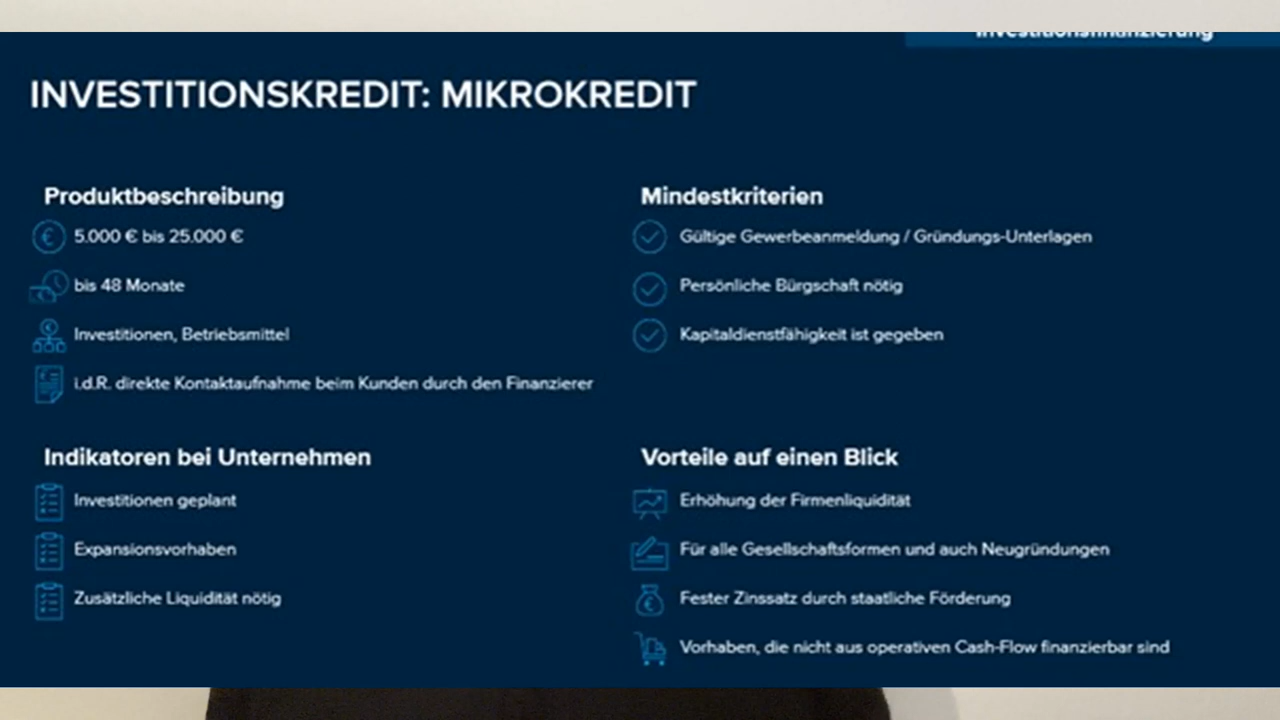 Investitionsfinanzierung
INVESTITIONSKREDIT: MIKROKREDIT
Produktbeschreibung
5.000 € bis 25.000 €
bis 48 Monate
Investitionen, Betriebsmittel
i.d.R. direkte Kontaktaufnahme beim Kunden durch den Finanzierer
Mindestkriterien
Gültige Gewerbeanmeldung / Gründungs-Unterlagen
Persönliche Bürgschaft nötig
Kapitaldienstfähigkeit ist gegeben
Indikatoren bei Unternehmen
Investitionen geplant
Expansionsvorhaben
Zusätzliche Liquidität nötig
Vorteile auf einen Blick
Erhöhung der Firmenliquidität
Für alle Gesellschaftsformen und auch Neugründungen
Fester Zinssatz durch staatliche Förderung
Vorhaben, die nicht aus operativen Cash-Flow finanzierbar sind